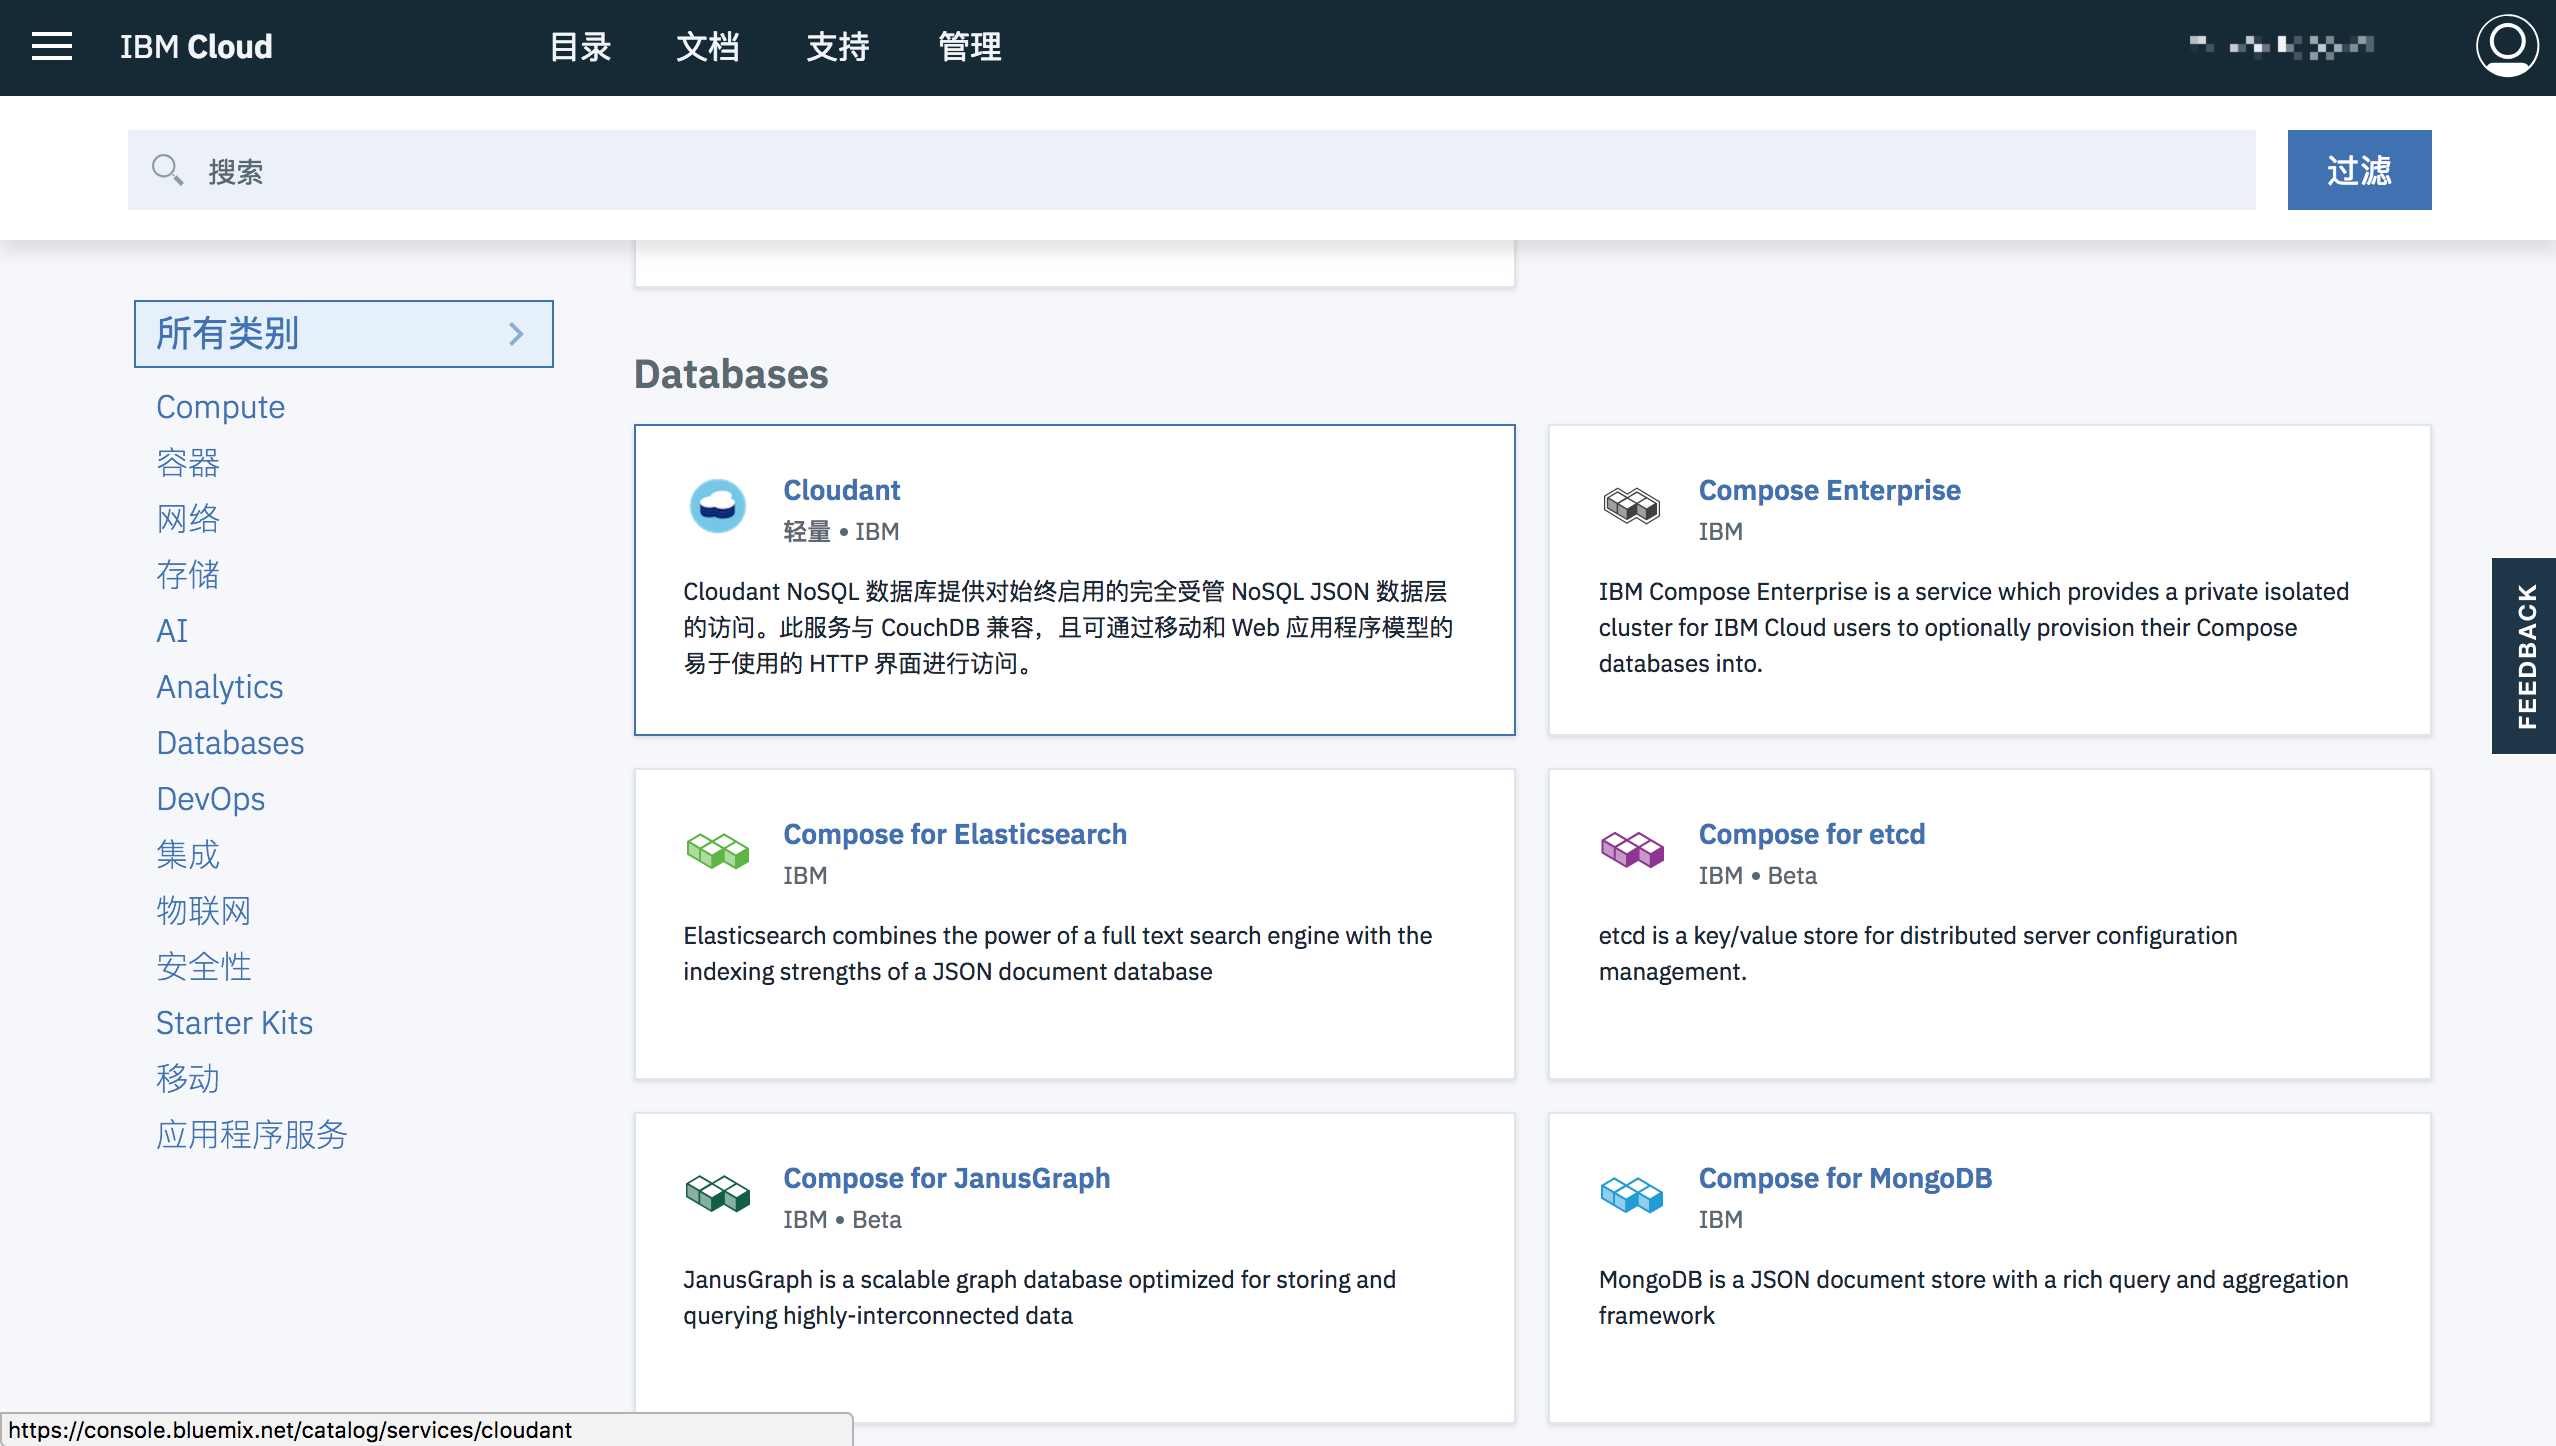 IBM Cloud
目录
文档
支持
管理
搜索
过滤
所有类别
Compute
容器
网络
存储
AI
Analytics
Databases
DevOps
集成
物联网
安全性
Starter Kits
移动
应用程序服务
Databases
Cloudant
轻量 • IBM
Cloudant NoSQL 数据库提供对始终启用的完全受管 NoSQL JSON 数据层
的访问。此服务与 CouchDB 兼容，且可通过移动和 Web 应用程序模型的
易于使用的 HTTP 界面进行访问。
Compose Enterprise
IBM
IBM Compose Enterprise is a service which provides a private isolated
cluster for IBM Cloud users to optionally provision their Compose
databases into.
Compose for Elasticsearch
IBM
Elasticsearch combines the power of a full text search engine with the
indexing strengths of a JSON document database
Compose for etcd
IBM • Beta
etcd is a key/value store for distributed server configuration
management.
Compose for JanusGraph
IBM • Beta
JanusGraph is a scalable graph database optimized for storing and
querying highly-interconnected data
Compose for MongoDB
IBM
MongoDB is a JSON document store with a rich query and aggregation
framework
FEEDBACK
https://console.bluemix.net/catalog/services/cloudant